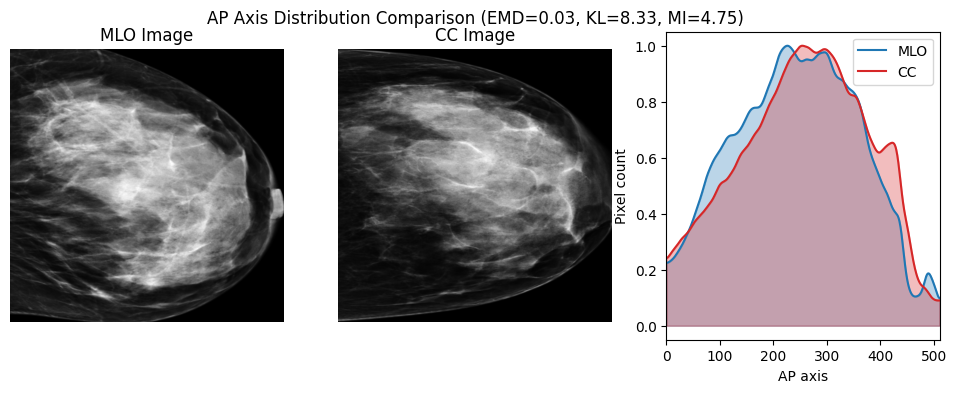 AP Axis Distribution Comparison (EMD=0.03, KL=8.33, MI=4.75)
MLO Image
CC Image
MLO
CC
Pixel count
1.0
0.8
0.6
0.4
0.2
0.0
0 100 200 300 400 500
AP axis